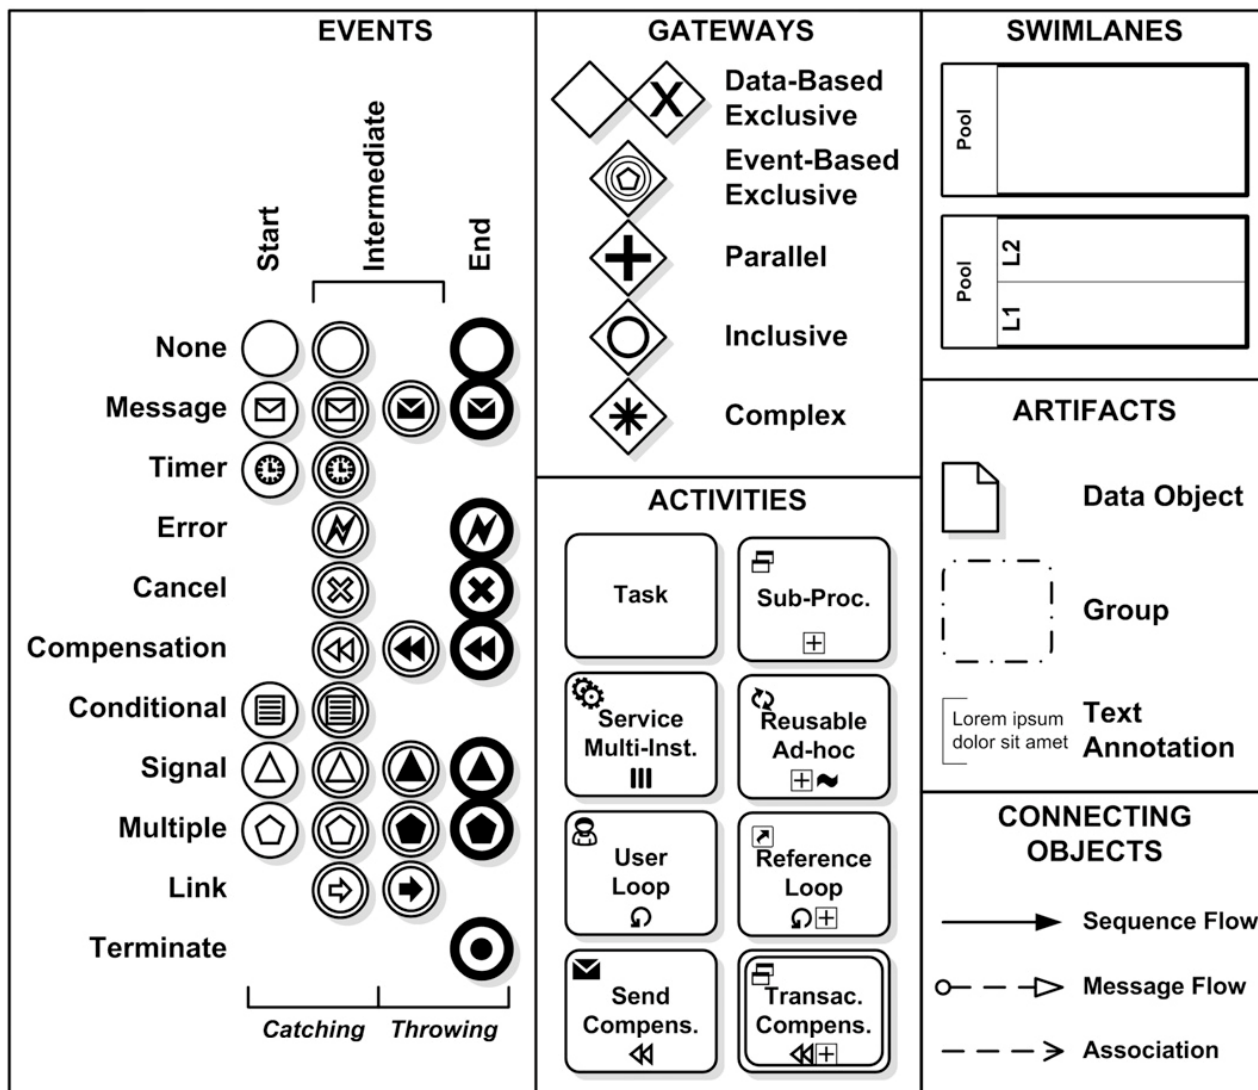 EVENTS
Start
Intermediate
End
None
Message
Timer
Error
Cancel
Compensation
Conditional
Signal
Multiple
Link
Terminate
Catching
Throwing
GATEWAYS
Data-Based
Exclusive
Event-Based
Exclusive
Parallel
Inclusive
Complex
ACTIVITIES
Task
Sub-Proc.
Service
Multi-Inst.
Reusable
Ad-hoc
User
Loop
Reference
Loop
Send
Compens.
Transac.
Compens.
SWIMLANES
Pool
Pool
L2
L1
ARTIFACTS
Data Object
Group
Lorem ipsum
dolor sit amet
Text
Annotation
CONNECTING
OBJECTS
Sequence Flow
Message Flow
Association